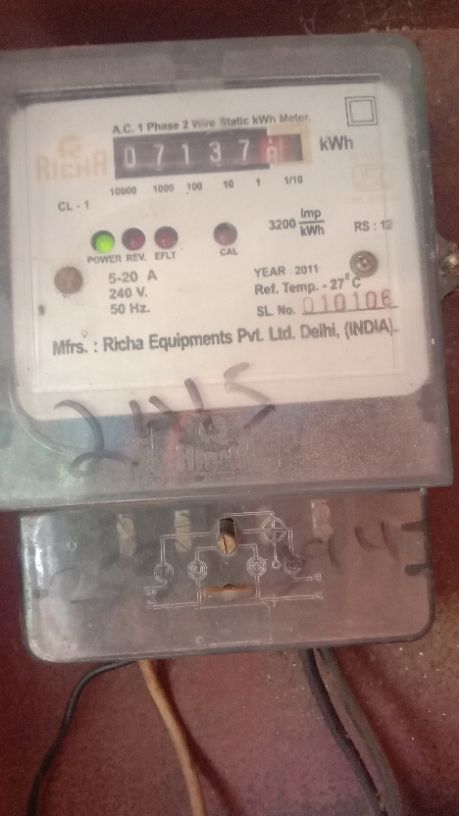 A.C. 1 Phase 2 Wire Static kWh Meter.
RICHA
0 7 1 3 7 8 kWh
10000 1000 100 10 1 1/10
CL - 1
3200 Imp/kWh
RS : 12
POWER REV. EFLT CAL
5-20 A
240 V.
50 Hz.
YEAR 2011
Ref. Temp. - 27°C
SL No. 010106
Mfrs. : Richa Equipments Pvt. Ltd. Delhi, (INDIA).
RICHA